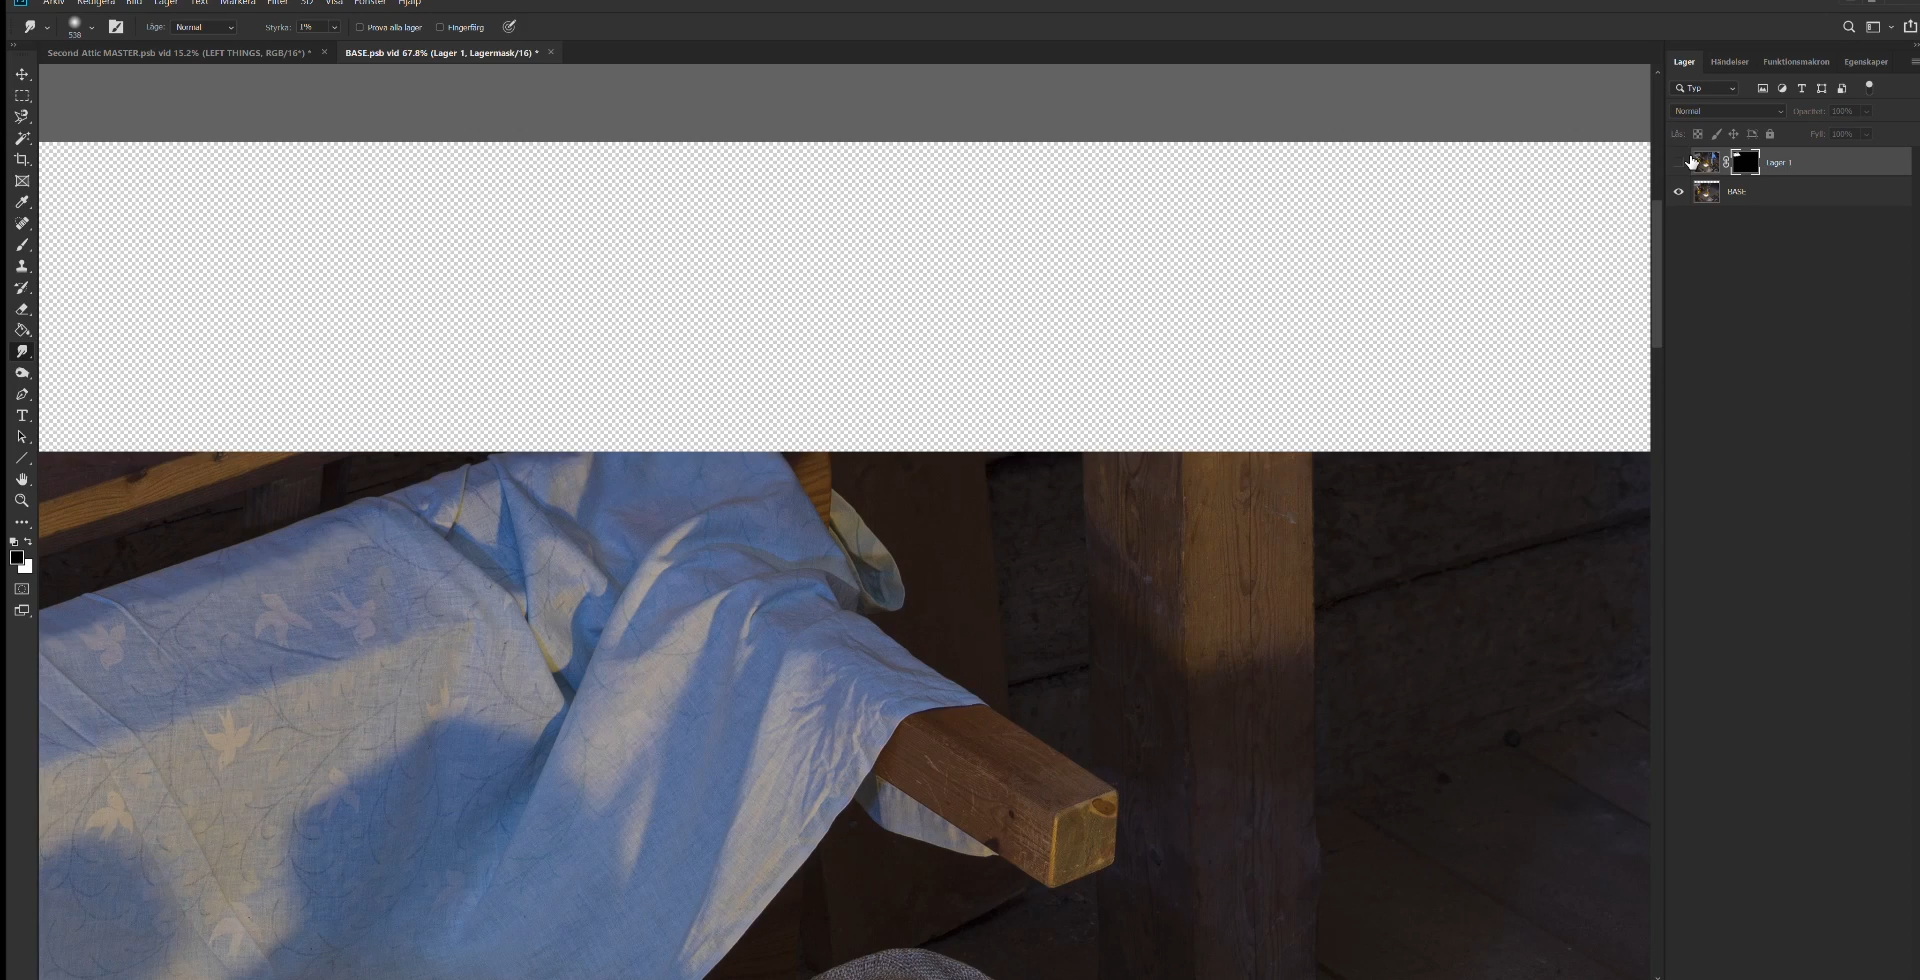 Arkiv Redigera Bild Lager Text Markera Filter 3D Visa Fönster Hjälp
538 Läge: Normal Styrka: 1% Prova alla lager Fingerfärg
Second Attic MASTER.psb vid 15.2% (LEFT THINGS, RGB/16*) * × BASE.psb vid 67.8% (Lager 1, Lagermask/16) * ×
Lager Händelser Funktionsmakron Egenskaper
Typ
Normal Opacitet: 100%
Lås: Fyll: 100%
Lager 1
BASE